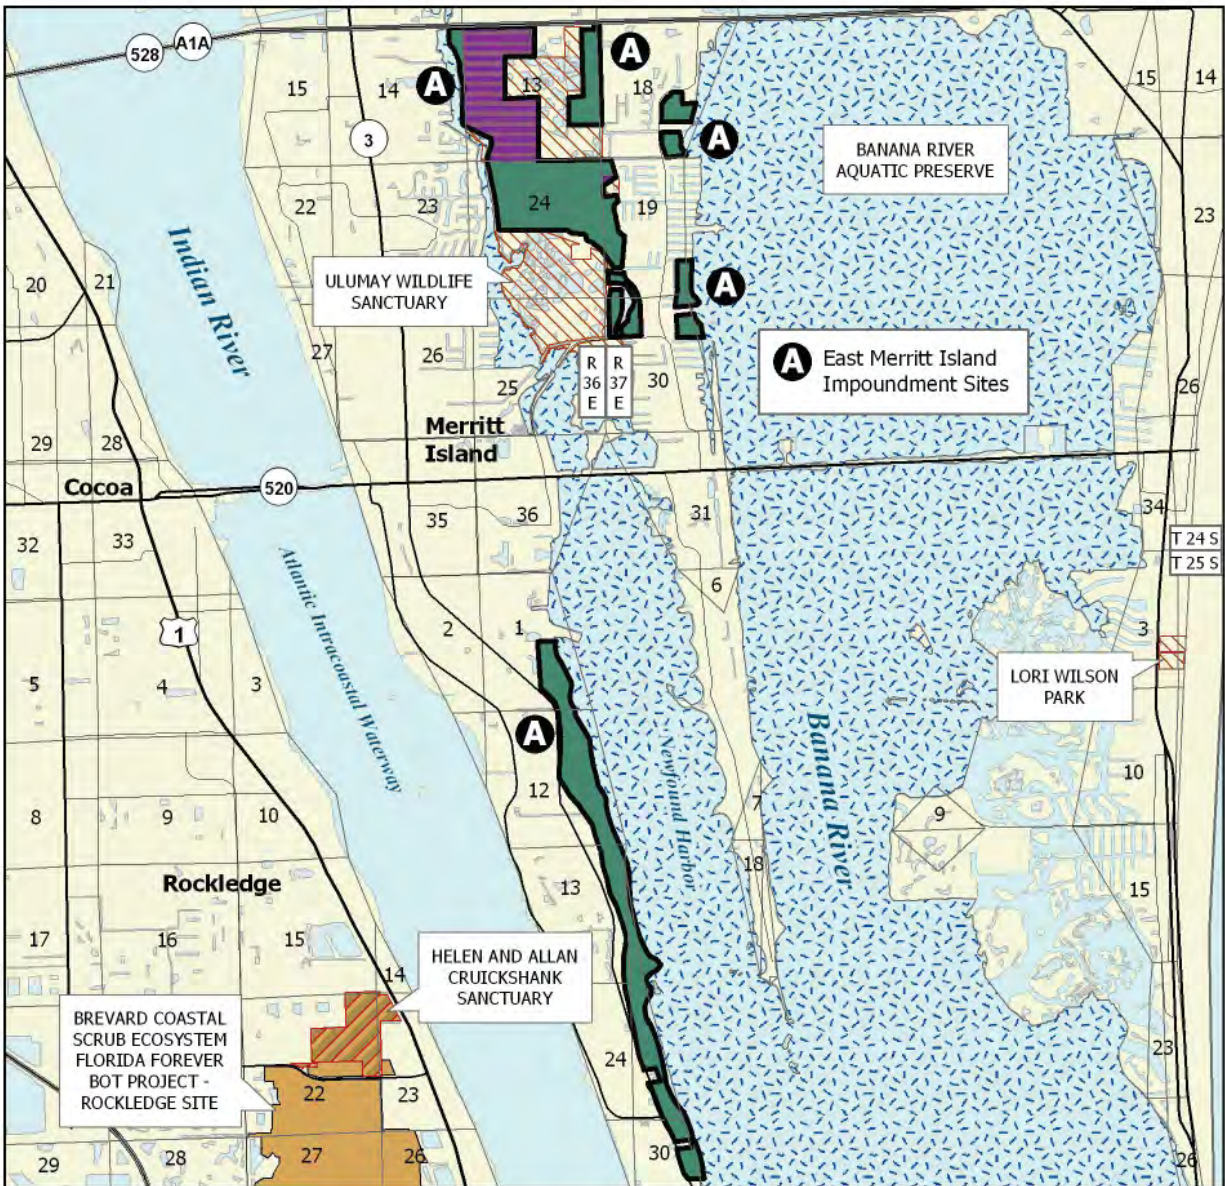 528
A1A
A
A
A
A
A
15
14
13
18
15
14
3
BANANA RIVER
AQUATIC PRESERVE
22
23
24
19
23
Indian River
20
21
ULUMAY WILDLIFE
SANCTUARY
27
26
25
R
36
E
R
37
E
30
A East Merritt Island
Impoundment Sites
26
29
28
Merritt
Island
Cocoa
520
32
33
35
36
31
34
T 24 S
T 25 S
Atlantic Intracoastal Waterway
1
2
1
6
3
5
4
3
LORI WILSON
PARK
Newfound Harbor
Banana River
12
7
10
8
9
10
9
18
Rockledge
13
15
17
16
15
14
HELEN AND ALLAN
CRUICKSHANK
SANCTUARY
BREVARD COASTAL
SCRUB ECOSYSTEM
FLORIDA FOREVER
BOT PROJECT -
ROCKLEDGE SITE
22
23
24
23
29
28
27
26
30
26